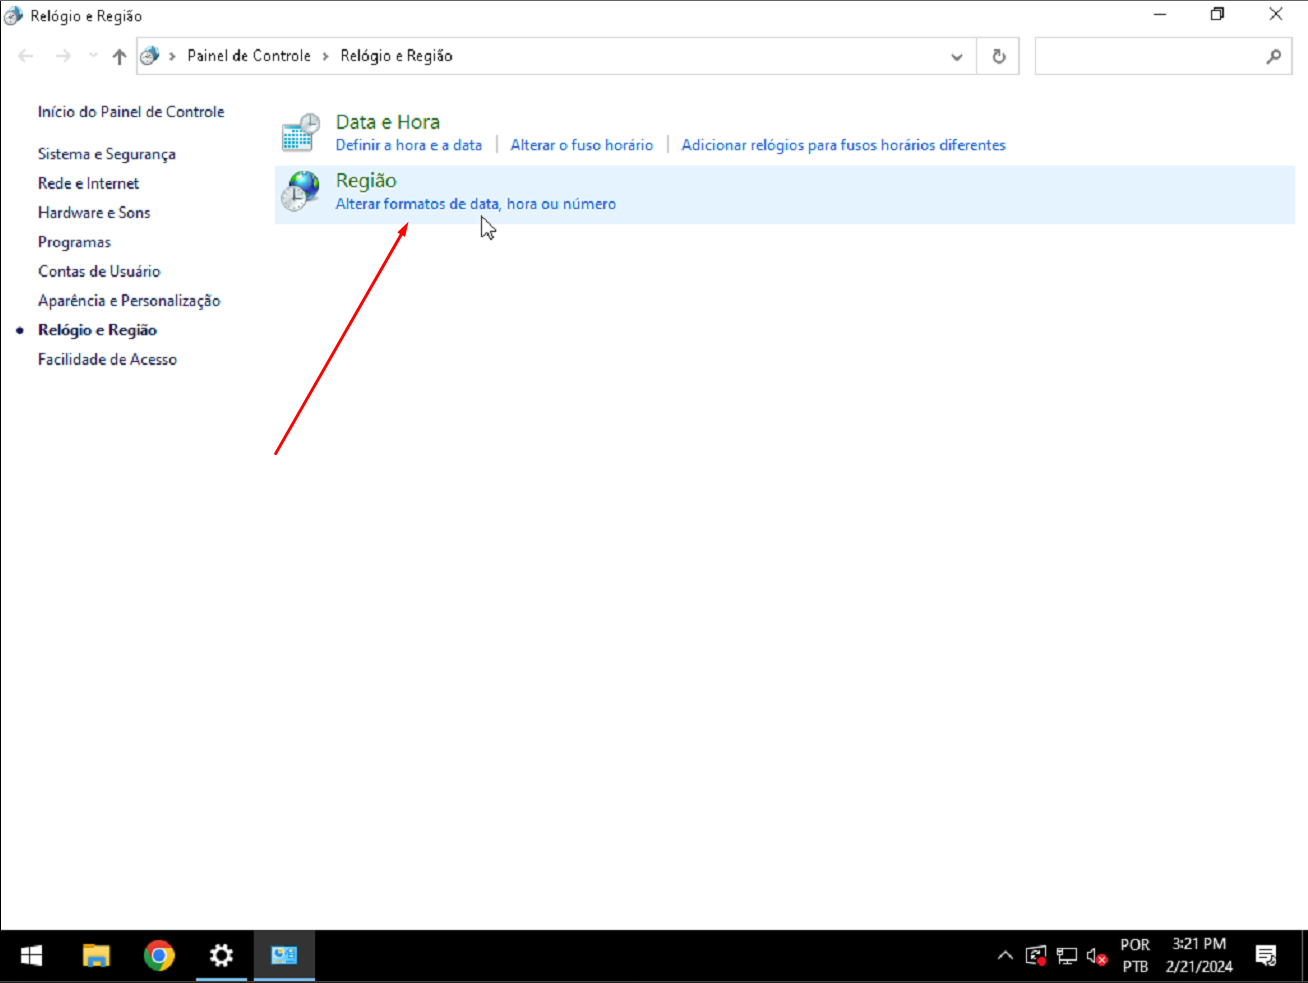 Relógio e Região
Painel de Controle
Relógio e Região
Início do Painel de Controle
Sistema e Segurança
Rede e Internet
Hardware e Sons
Programas
Contas de Usuário
Aparência e Personalização
Relógio e Região
Facilidade de Acesso
Data e Hora
Definir a hora e a data
Alterar o fuso horário
Adicionar relógios para fusos horários diferentes
Região
Alterar formatos de data, hora ou número
POR
PTB
3:21 PM
2/21/2024